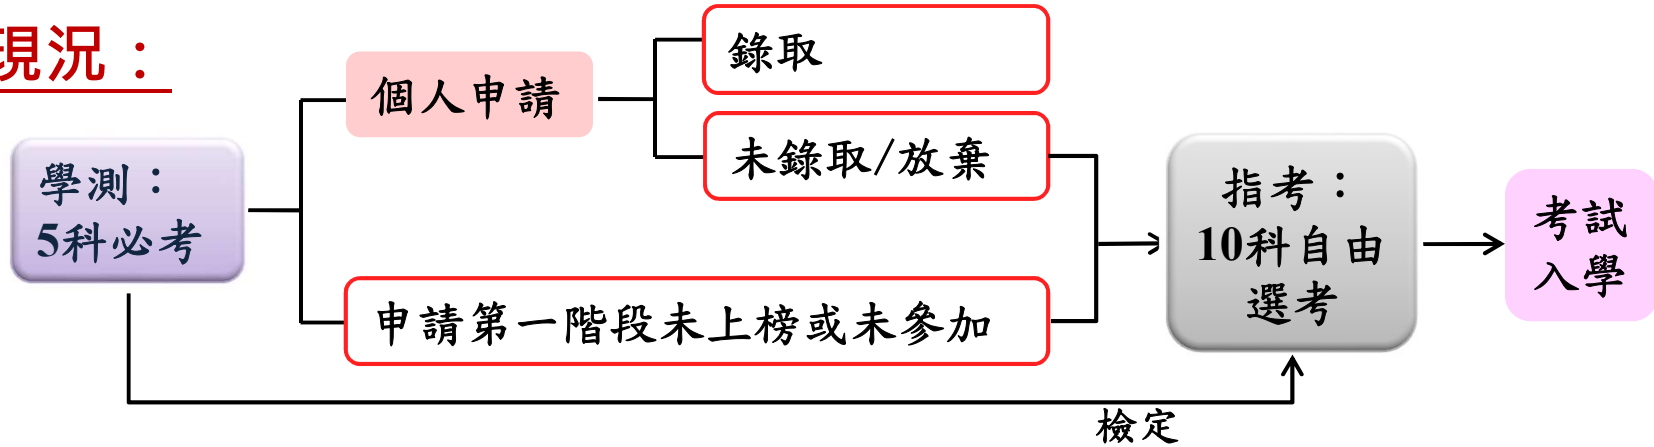 現況：
學測：
5科必考
個人申請
錄取
未錄取/放棄
申請第一階段未上榜或未參加
指考：
10科自由
選考
考試
入學
檢定